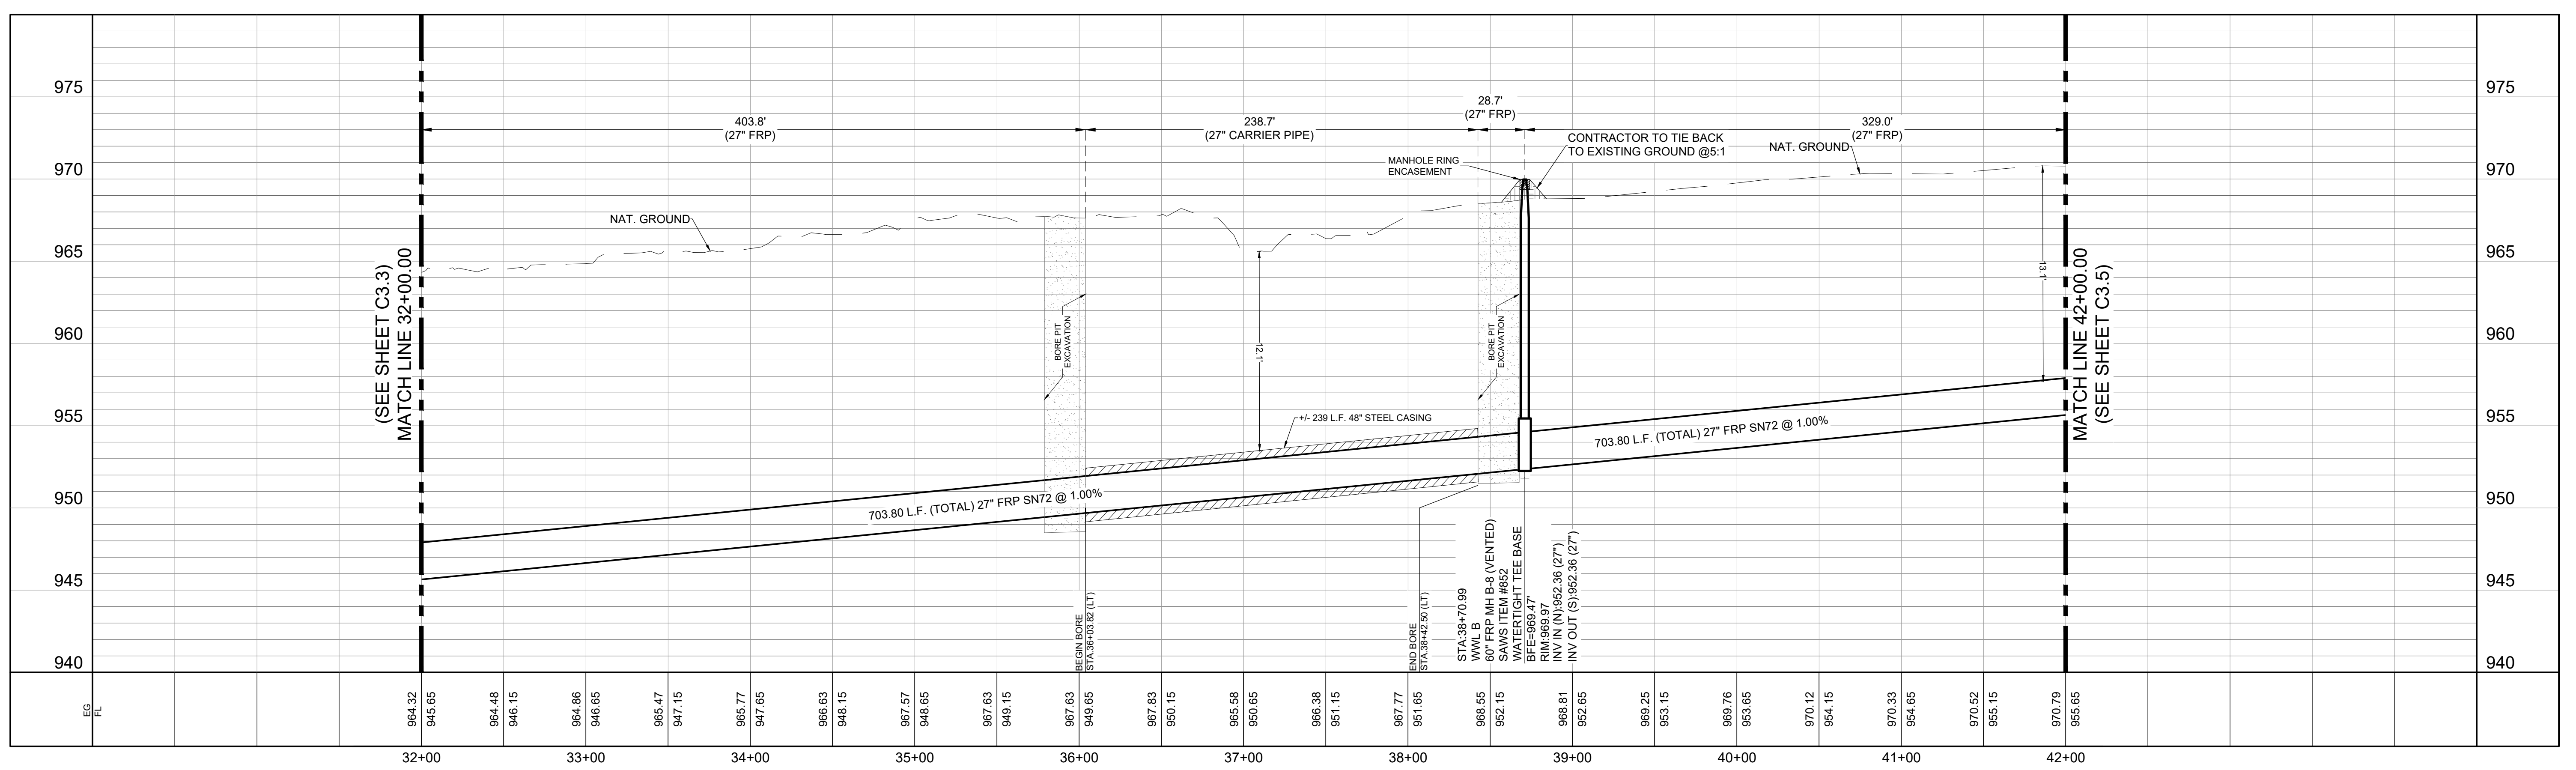 975
970
965
960
955
950
945
940
(SEE SHEET C3.3)
MATCH LINE 32+00.00
403.8'
(27" FRP)
238.7'
(27" CARRIER PIPE)
28.7'
(27" FRP)
329.0'
(27" FRP)
CONTRACTOR TO TIE BACK
TO EXISTING GROUND @5:1
MANHOLE RING
ENCASEMENT
NAT. GROUND
NAT. GROUND
BORE PIT
EXCAVATION
12.1'
BORE PIT
EXCAVATION
13.1'
+/- 239 L.F. 48" STEEL CASING
703.80 L.F. (TOTAL) 27" FRP SN72 @ 1.00%
703.80 L.F. (TOTAL) 27" FRP SN72 @ 1.00%
BEGIN BORE
STA:36+03.82 (LT)
END BORE
STA:38+42.50 (LT)
STA:38+70.99
WWL B
60" FRP MH B-8 (VENTED)
SAWS ITEM #852
WATERTIGHT TEE BASE
BFE=969.47'
RIM:969.97
INV IN (N):952.36 (27")
INV OUT (S):952.36 (27")
MATCH LINE 42+00.00
(SEE SHEET C3.5)
975
970
965
960
955
950
945
940
EG
FL
964.32
945.65
964.48
946.15
964.86
946.65
965.47
947.15
965.77
947.65
966.63
948.15
967.57
948.65
967.63
949.15
967.63
949.65
967.83
950.15
965.58
950.65
966.38
951.15
967.77
951.65
968.55
952.15
968.81
952.65
969.25
953.15
969.76
953.65
970.12
954.15
970.33
954.65
970.52
955.15
970.79
955.65
32+00
33+00
34+00
35+00
36+00
37+00
38+00
39+00
40+00
41+00
42+00